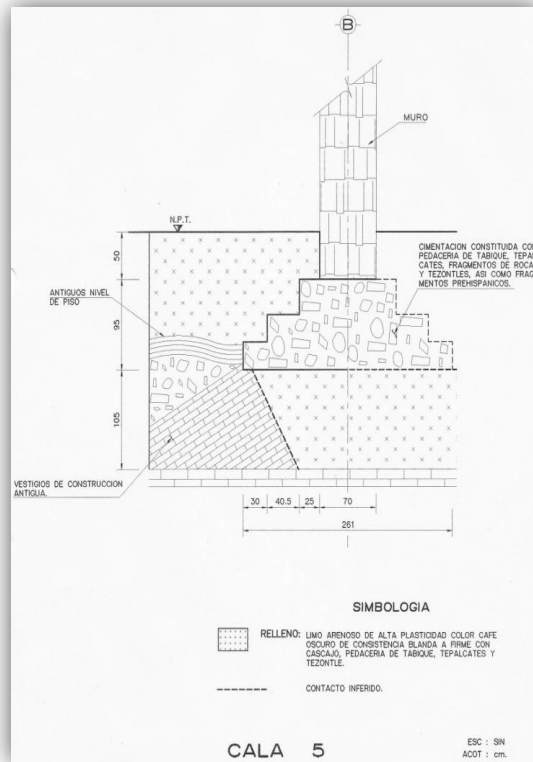 B
MURO
N.P.T.
50
CIMENTACION CONSTITUIDA CO
PEDACERIA DE TABIQUE, TEPAL
CATES, FRAGMENTOS DE ROCA
Y TEZONTLES, ASI COMO FRAG
MENTOS PREHISPANICOS.
ANTIGUOS NIVEL
DE PISO
95
105
VESTIGIOS DE CONSTRUCCION
ANTIGUA.
30 40.5 25 70
261
SIMBOLOGIA
RELLENO: LIMO ARENOSO DE ALTA PLASTICIDAD COLOR CAFE
OSCURO DE CONSISTENCIA BLANDA A FIRME CON
CASCAJO, PEDACERIA DE TABIQUE, TEPALCATES Y
TEZONTLE.
CONTACTO INFERIDO.
CALA 5
ESC : SIN
ACOT : cm.